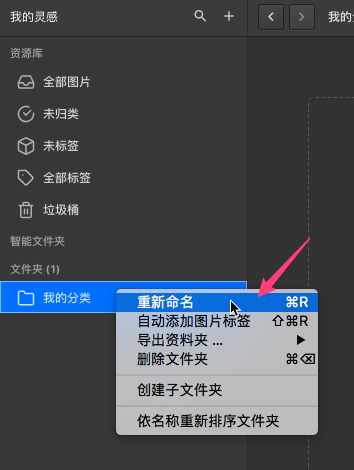 我的灵感
我的
资源库
全部图片
未归类
未标签
全部标签
垃圾桶
智能文件夹
文件夹 (1)
我的分类
重新命名 ⌘R
自动添加图片标签 ⇧⌘R
导出资料夹 ... ▶
删除文件夹 ⌘⌫
创建子文件夹
依名称重新排序文件夹